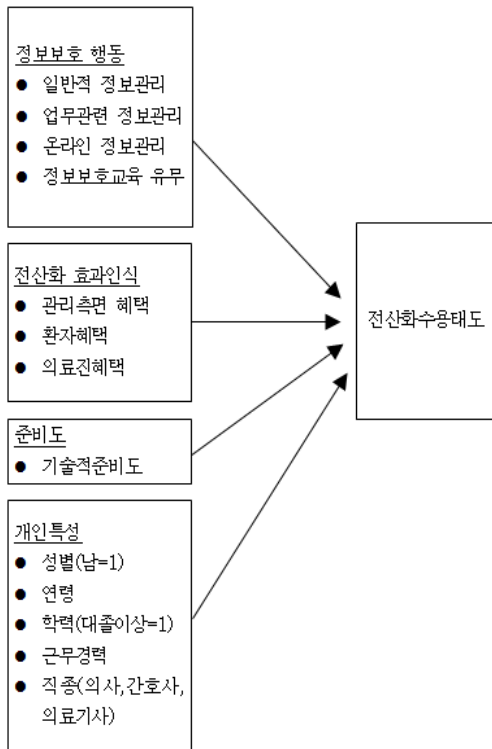 정보보호 행동
● 일반적 정보관리
● 업무관련 정보관리
● 온라인 정보관리
● 정보보호교육 유무
전산화 효과인식
● 관리측면 혜택
● 환자혜택
● 의료진혜택
준비도
● 기술적준비도
개인특성
● 성별(남=1)
● 연령
● 학력(대졸이상=1)
● 근무경력
● 직종(의사,간호사,
의료기사)
전산화수용태도